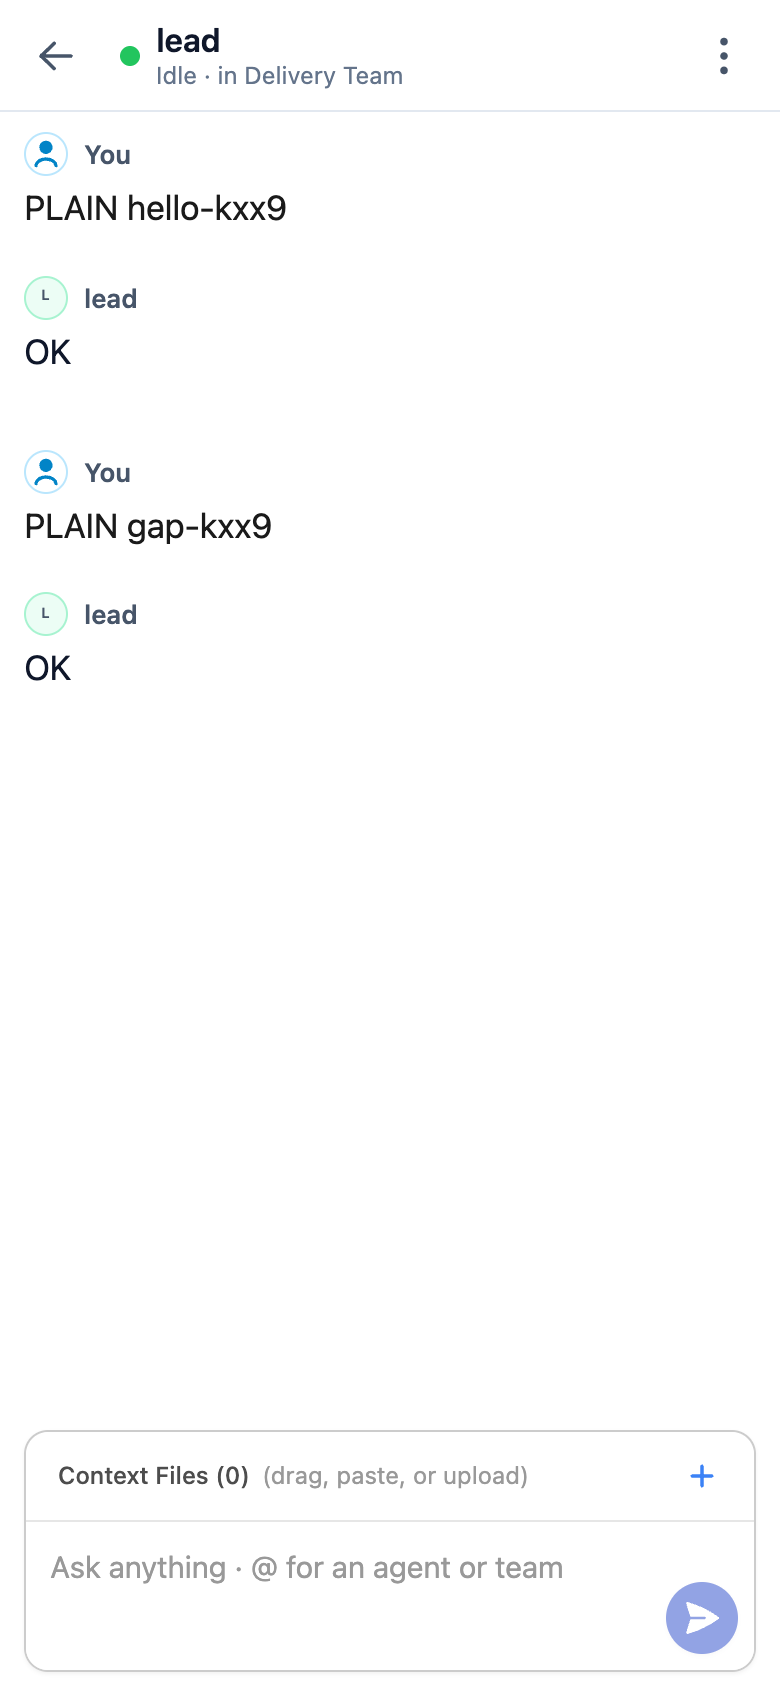 lead
Idle · in Delivery Team
You
PLAIN hello-kxx9
L lead
OK
You
PLAIN gap-kxx9
L lead
OK
Context Files (0) (drag, paste, or upload)
Ask anything · @ for an agent or team